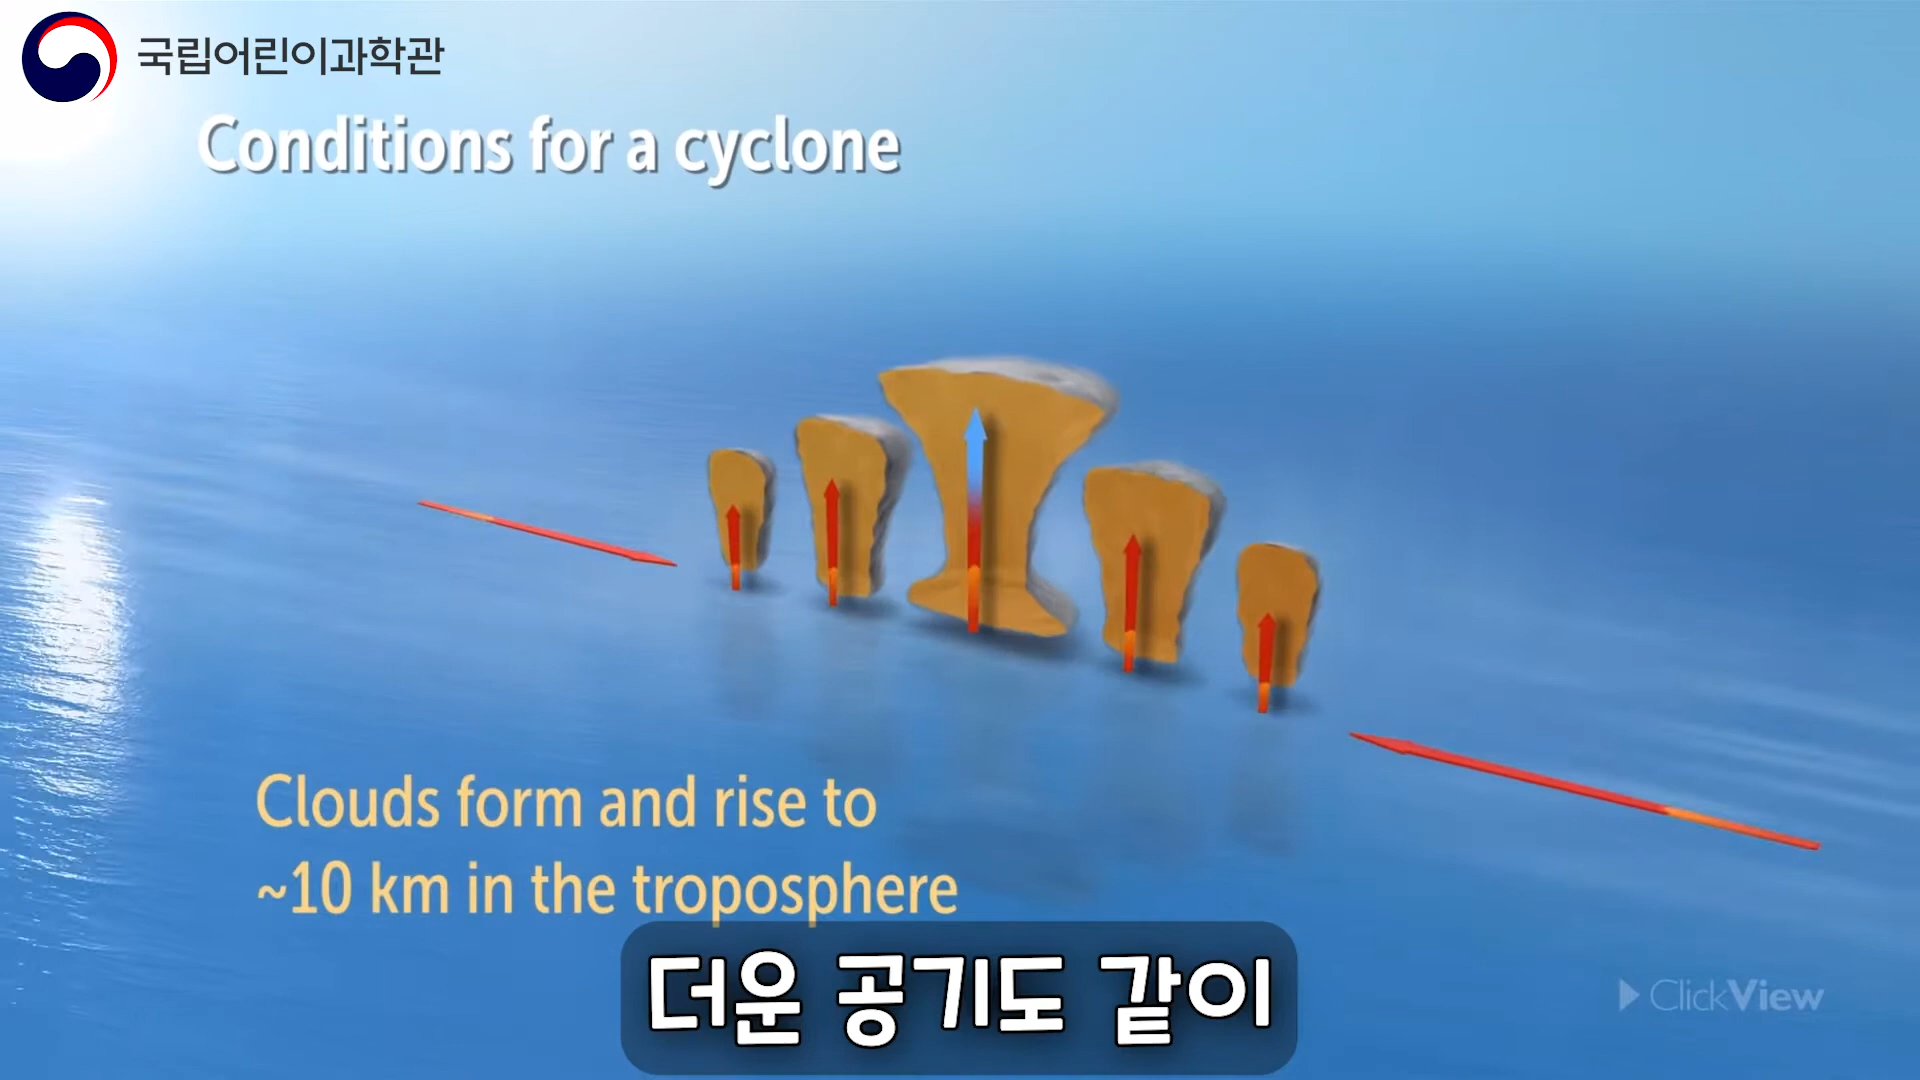 국립어린이과학관
Conditions for a cyclone
Clouds form and rise to
~10 km in the troposphere
더운 공기도 같이
ClickView